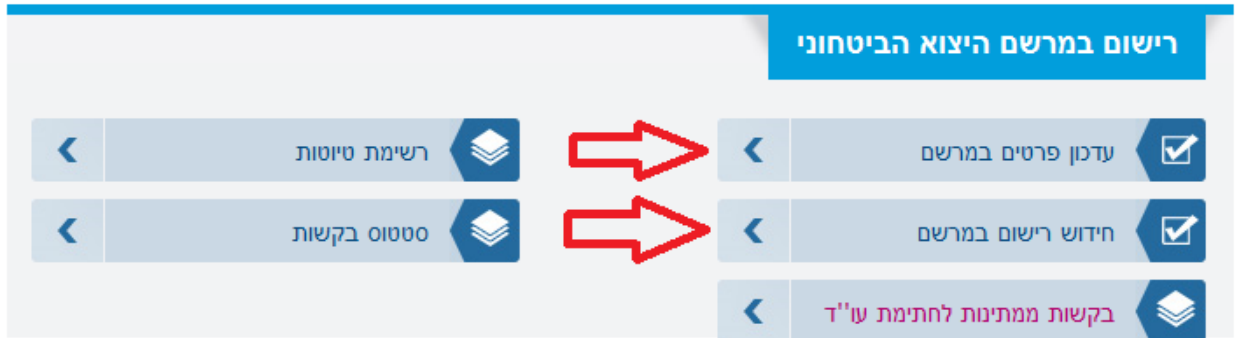 רישום במרשם היצוא הביטחוני
עדכון פרטים במרשם
רשימת טיוטות
חידוש רישום במרשם
סטטוס בקשות
בקשות ממתינות לחתימת עו''ד